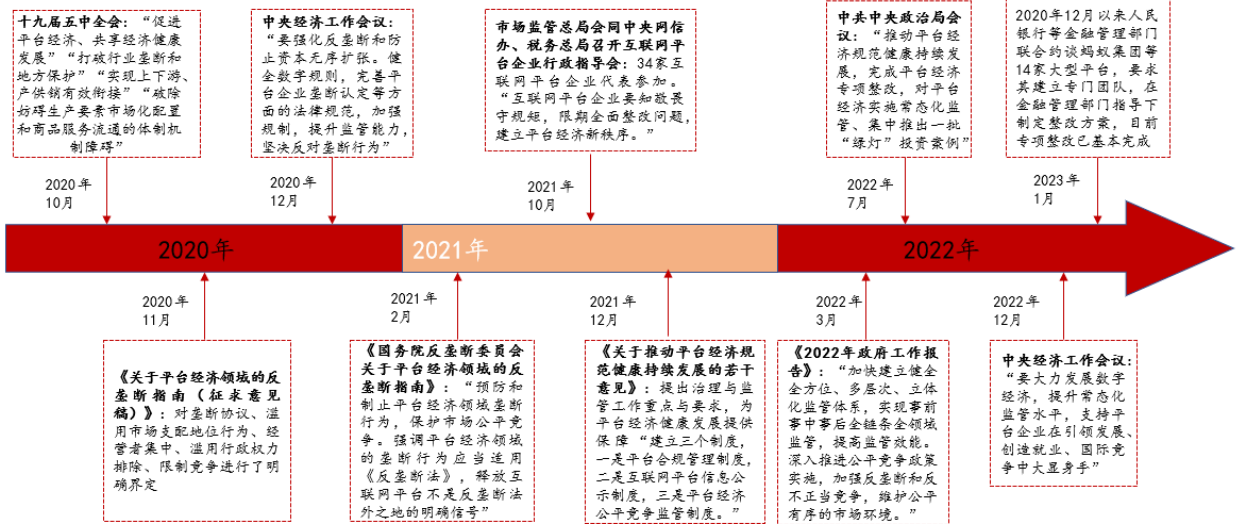 十九届五中全会：“促进
平台经济、共享经济健康
发展”“打破行业垄断和
地方保护”“实现上下游、
产供销有效衔接”“破除
妨碍生产要素市场化配置
和商品服务流通的体制机
制障碍”
中央经济工作会议：
“要强化反垄断和防
止资本无序扩张。健
全数字规则，完善平
台企业垄断认定等方
面的法律规范，加强
规制，提升监管能力，
坚决反对垄断行为”
市场监管总局会同中央网信
办、税务总局召开互联网平
台企业行政指导会：34家互
联网平台企业代表参加。
“互联网平台企业要知敬畏
守规矩，限期全面整改问题，
建立平台经济新秩序。”
中共中央政治局会
议：“推动平台经
济规范健康持续发
展，完成平台经济
专项整改，对平台
经济实施常态化监
管、集中推出一批
“绿灯”投资案例”
2020年12月以来人民
银行等金融管理部门
联合约谈蚂蚁集团等
14家大型平台，要求
其建立专门团队，在
金融管理部门指导下
制定整改方案，目前
专项整改已基本完成
2020年
10月
2020年
12月
2021年
10月
2022年
7月
2023年
1月
2020年
2021年
2022年
2020年
11月
2021年
2月
2021年
12月
2022年
3月
2022年
12月
《关于平台经济领域的反
垄断指南（征求意见
稿）》：对垄断协议、滥
用市场支配地位行为、经
营者集中、滥用行政权力
排除、限制竞争进行了明
确界定
《国务院反垄断委员会
关于平台经济领域的反
垄断指南》：“预防和
制止平台经济领域垄断
行为，保护市场公平竞
争。强调平台经济领域
的垄断行为应当适用
《反垄断法》，释放互
联网平台不是反垄断法
外之地的明确信号”
《关于推动平台经济规
范健康持续发展的若干
意见》：提出治理与监
管工作重点与要求，为
平台经济健康发展提供
保障 “建立三个制度，
一是平台合规管理制度，
二是互联网平台信息公
示制度，三是平台经济
公平竞争监管制度。”
《2022年政府工作报
告》：“加快建立健全
全方位、多层次、立体
化监管体系，实现事前
事中事后全链条全领域
监管，提高监管效能。
深入推进公平竞争政策
实施，加强反垄断和反
不正当竞争，维护公平
有序的市场环境。”
中央经济工作会议：
“要大力发展数字
经济，提升常态化
监管水平，支持平
台企业在引领发展、
创造就业、国际竞
争中大显身手”